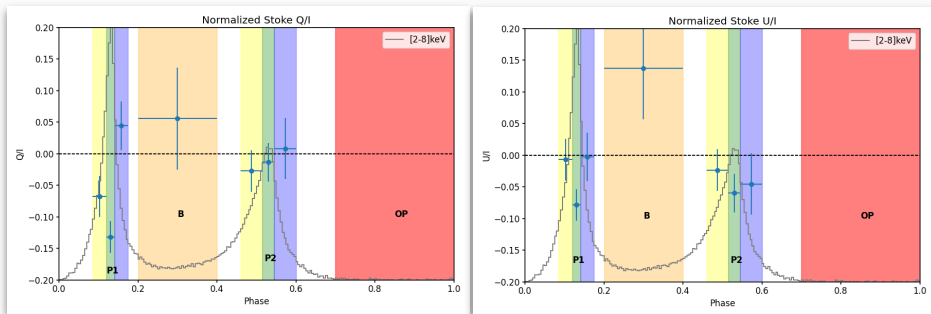 Normalized Stoke Q/I
[2-8]keV
Q/I
0.20
0.15
0.10
0.05
0.00
−0.05
−0.10
−0.15
−0.20
P1
B
P2
OP
0.0
0.2
0.4
0.6
0.8
1.0
Phase
Normalized Stoke U/I
[2-8]keV
U/I
0.20
0.15
0.10
0.05
0.00
−0.05
−0.10
−0.15
−0.20
P1
B
P2
OP
0.0
0.2
0.4
0.6
0.8
1.0
Phase